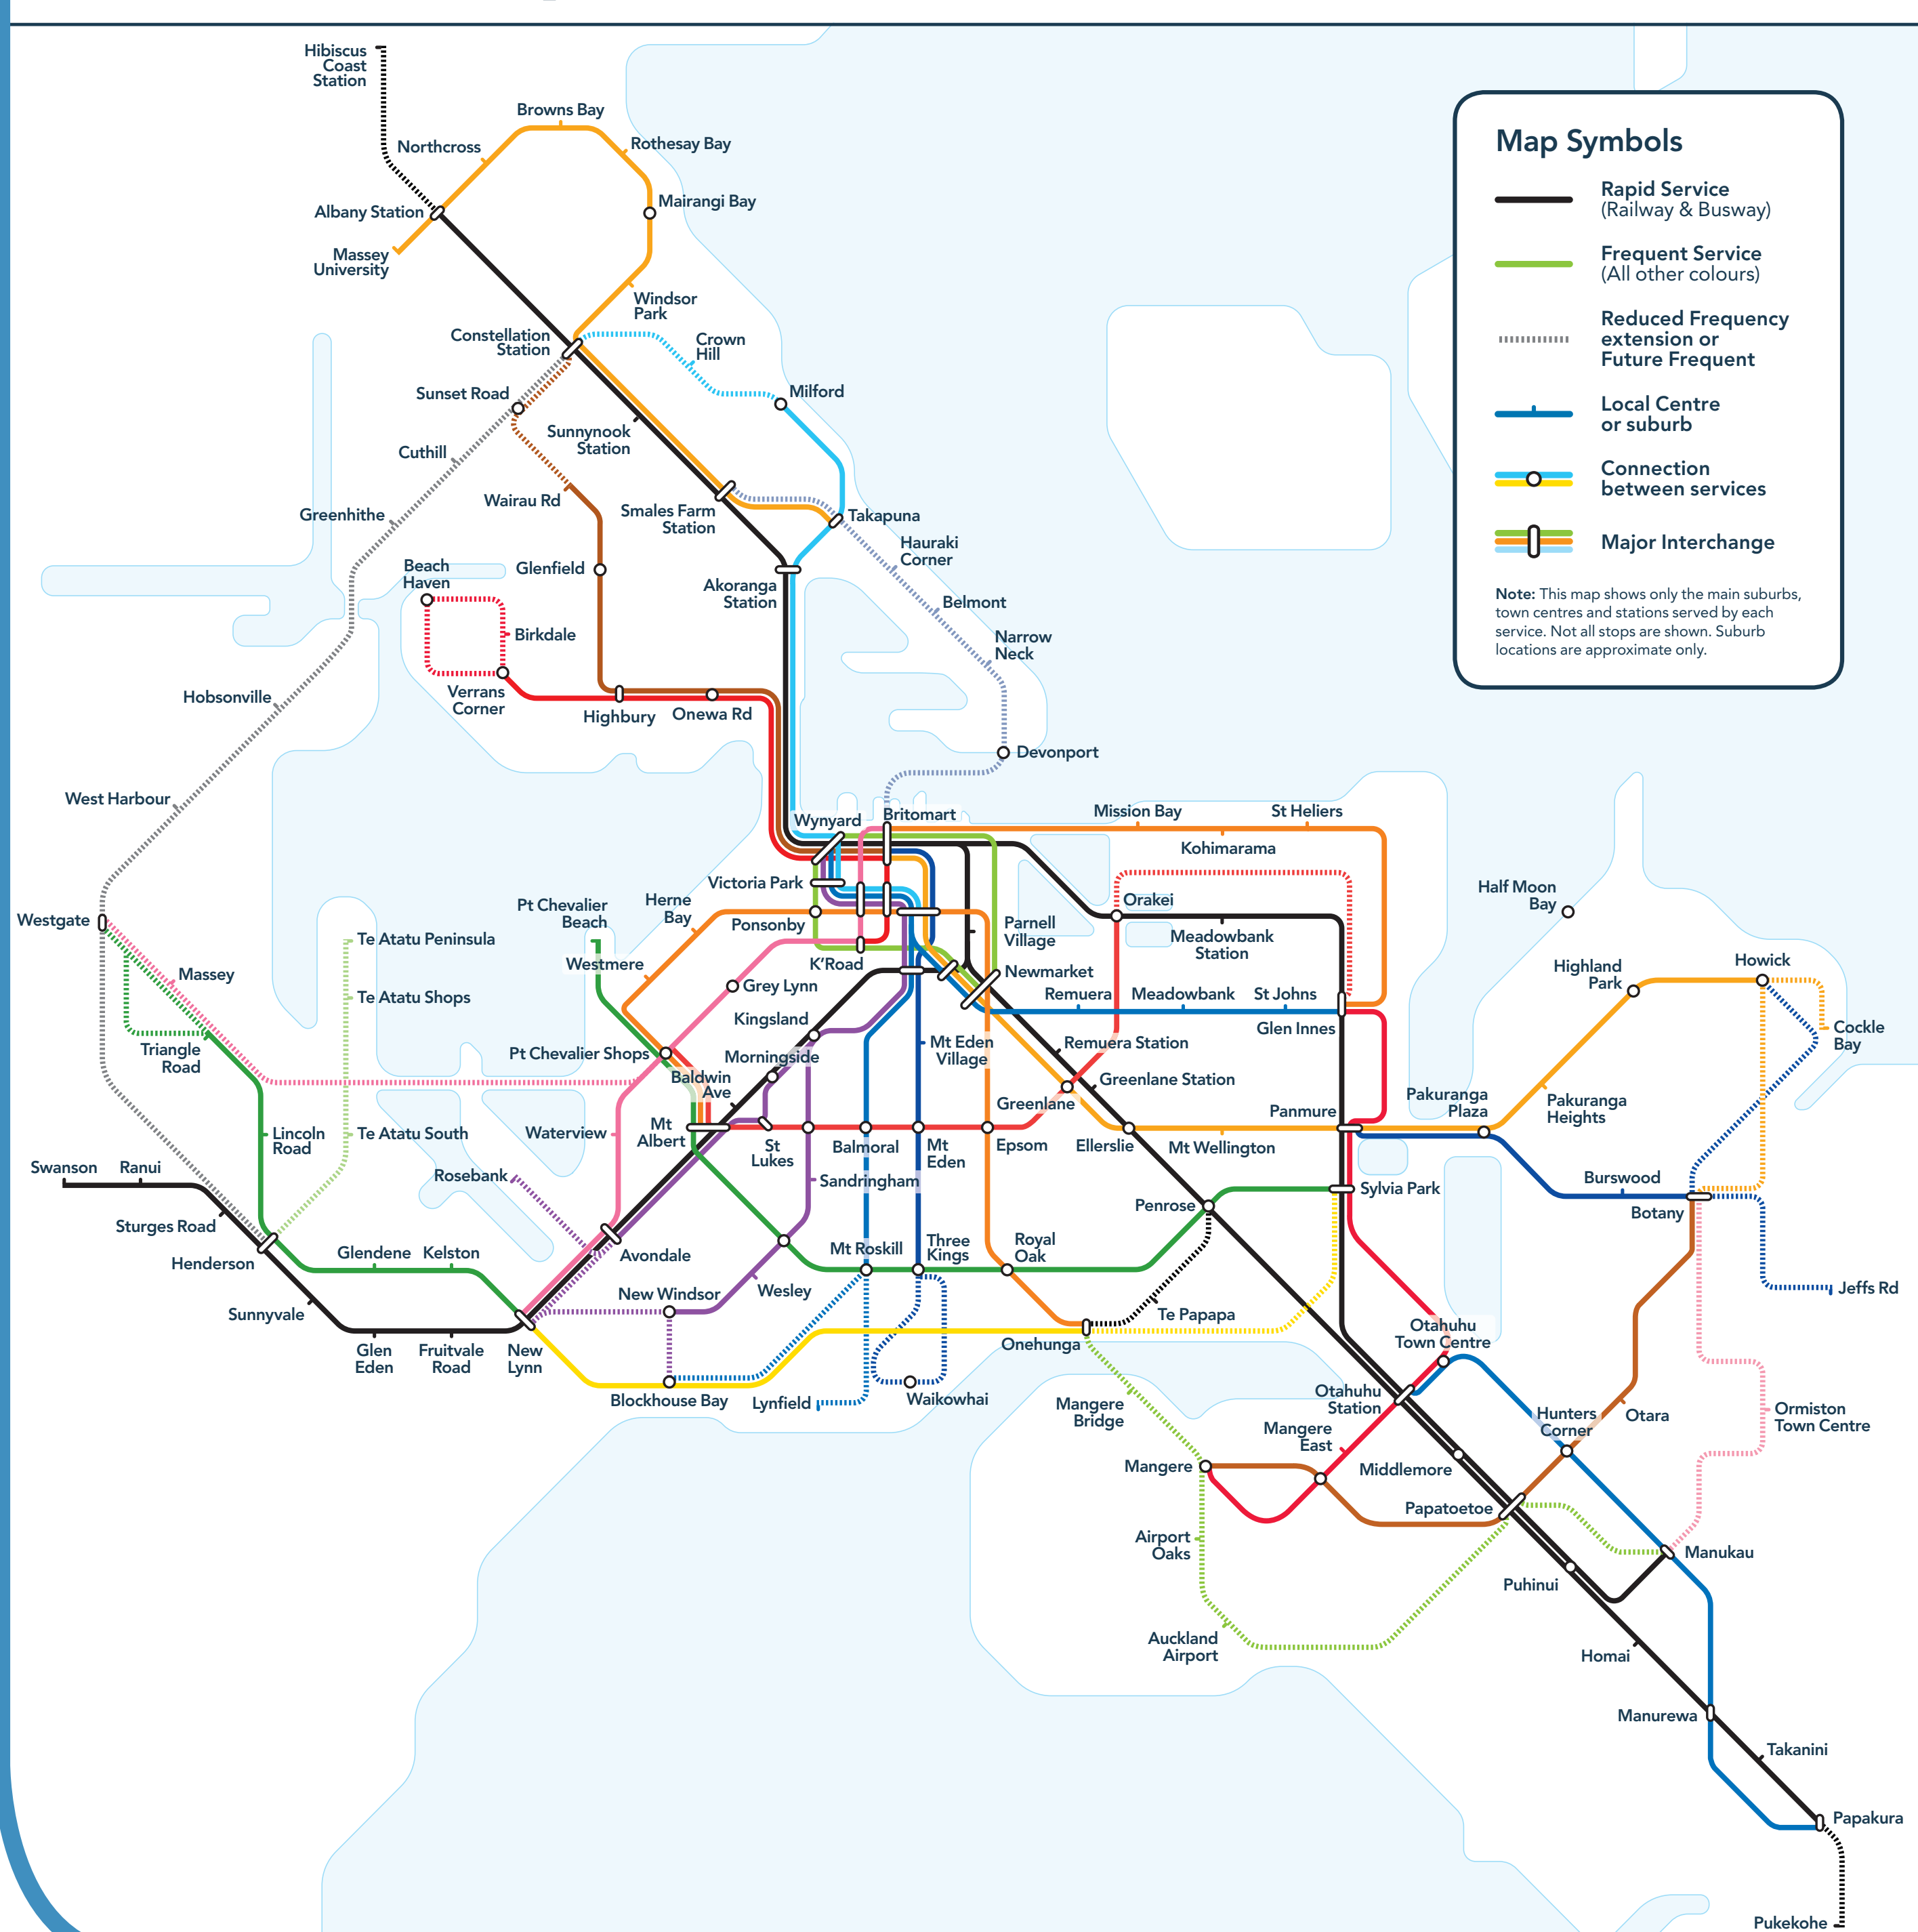 Hibiscus
Coast
Station
Browns Bay
Northcross
Rothesay Bay
Albany Station
Mairangi Bay
Massey
University
Windsor
Park
Constellation
Station
Crown
Hill
Sunset Road
Milford
Sunnynook
Station
Cuthill
Wairau Rd
Greenhithe
Smales Farm
Station
Takapuna
Hauraki
Corner
Beach
Haven
Glenfield
Akoranga
Station
Belmont
Birkdale
Narrow
Neck
Hobsonville
Verrans
Corner
Highbury
Onewa Rd
Devonport
West Harbour
Map Symbols
Rapid Service
(Railway & Busway)
Frequent Service
(All other colours)
Reduced Frequency
extension or
Future Frequent
Local Centre
or suburb
Connection
between services
Major Interchange
Note: This map shows only the main suburbs,
town centres and stations served by each
service. Not all stops are shown. Suburb
locations are approximate only.
Wynyard
Britomart
Mission Bay
St Heliers
Kohimarama
Victoria Park
Herne
Bay
Ponsonby
Pt Chevalier
Beach
Orakei
Half Moon
Bay
Westgate
Te Atatu Peninsula
Parnell
Village
Meadowbank
Station
Westmere
K'Road
Newmarket
Massey
Grey Lynn
Te Atatu Shops
Remuera
Meadowbank
St Johns
Highland
Park
Howick
Kingsland
Glen Innes
Cockle
Bay
Triangle
Road
Pt Chevalier Shops
Morningside
Mt Eden
Village
Remuera Station
Baldwin
Ave
Greenlane Station
Greenlane
Panmure
Pakuranga
Plaza
Pakuranga
Heights
Lincoln
Road
Te Atatu South
Waterview
Mt
Albert
St
Lukes
Balmoral
Mt
Eden
Epsom
Ellerslie
Mt Wellington
Swanson
Ranui
Rosebank
Sandringham
Burswood
Sylvia Park
Penrose
Botany
Sturges Road
Henderson
Glendene
Kelston
Avondale
Mt Roskill
Three
Kings
Royal
Oak
Sunnyvale
New Windsor
Wesley
Jeffs Rd
Te Papapa
Glen
Eden
Fruitvale
Road
New
Lynn
Onehunga
Otahuhu
Town Centre
Blockhouse Bay
Lynfield
Waikowhai
Mangere
Bridge
Otahuhu
Station
Hunters
Corner
Otara
Ormiston
Town Centre
Mangere
East
Mangere
Middlemore
Papatoetoe
Airport
Oaks
Manukau
Puhinui
Auckland
Airport
Homai
Manurewa
Takanini
Papakura
Pukekohe